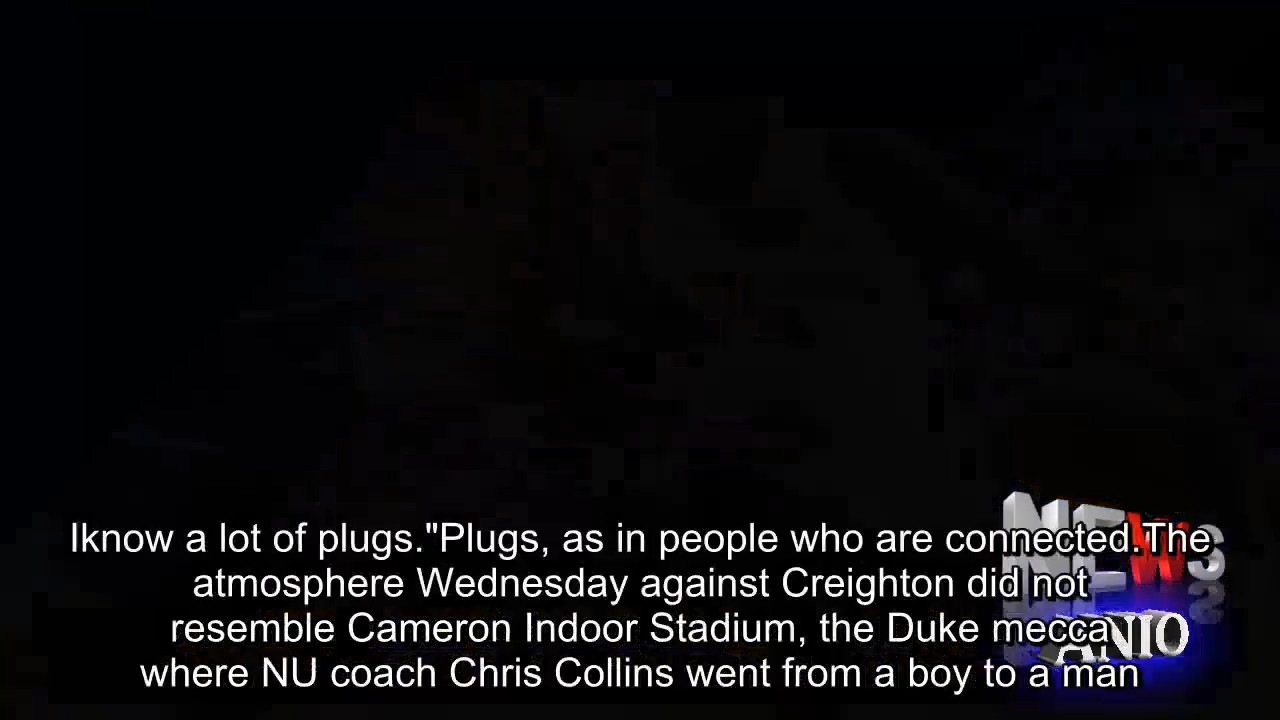 Iknow a lot of plugs."Plugs, as in people who are connected.The
atmosphere Wednesday against Creighton did not
resemble Cameron Indoor Stadium, the Duke mecca
where NU coach Chris Collins went from a boy to a man
NEWS